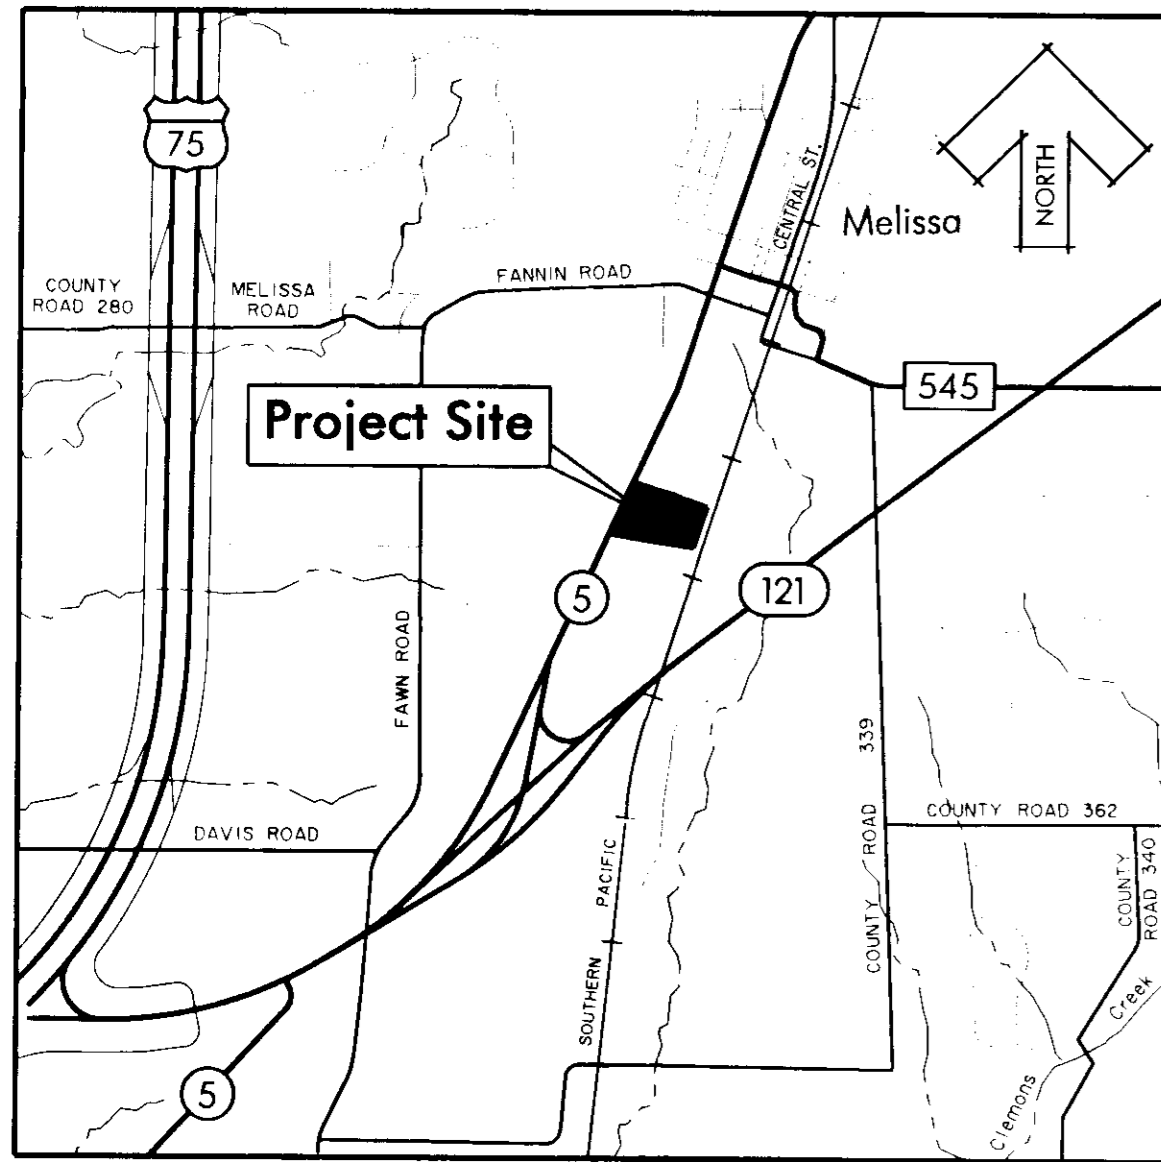 75
NORTH
CENTRAL ST.
Melissa
FANNIN ROAD
COUNTY
ROAD 280
MELISSA
ROAD
545
Project Site
5
121
FAWN ROAD
339
COUNTY ROAD 362
DAVIS ROAD
COUNTY ROAD
COUNTY
ROAD 340
SOUTHERN PACIFIC
Creek
Clemons
5